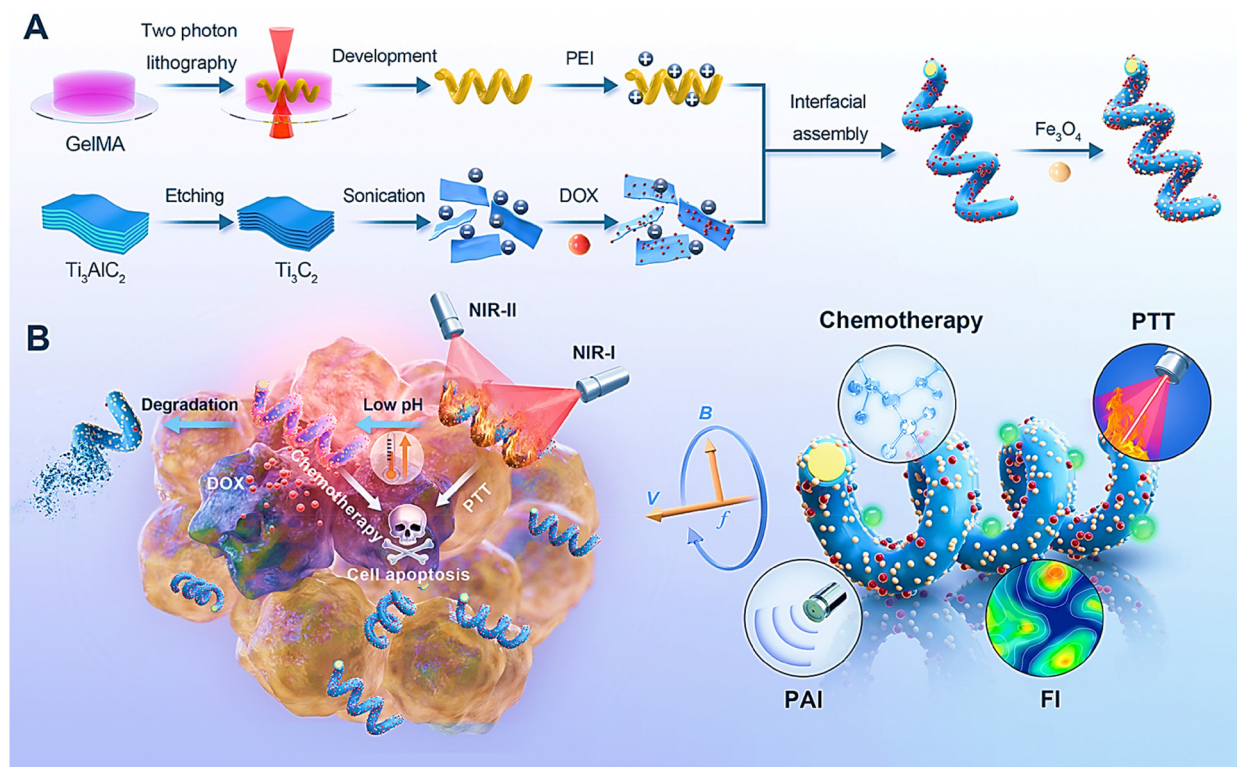 A
Two photon
lithography
Development
PEI
GelMA
Interfacial
assembly
Fe₃O₄
Etching
Sonication
DOX
Ti₃AlC₂
Ti₃C₂
B
NIR-II
NIR-I
Degradation
Low pH
DOX
Chemotherapy
PTT
Cell apoptosis
Chemotherapy
PTT
B
V
f
PAI
FI